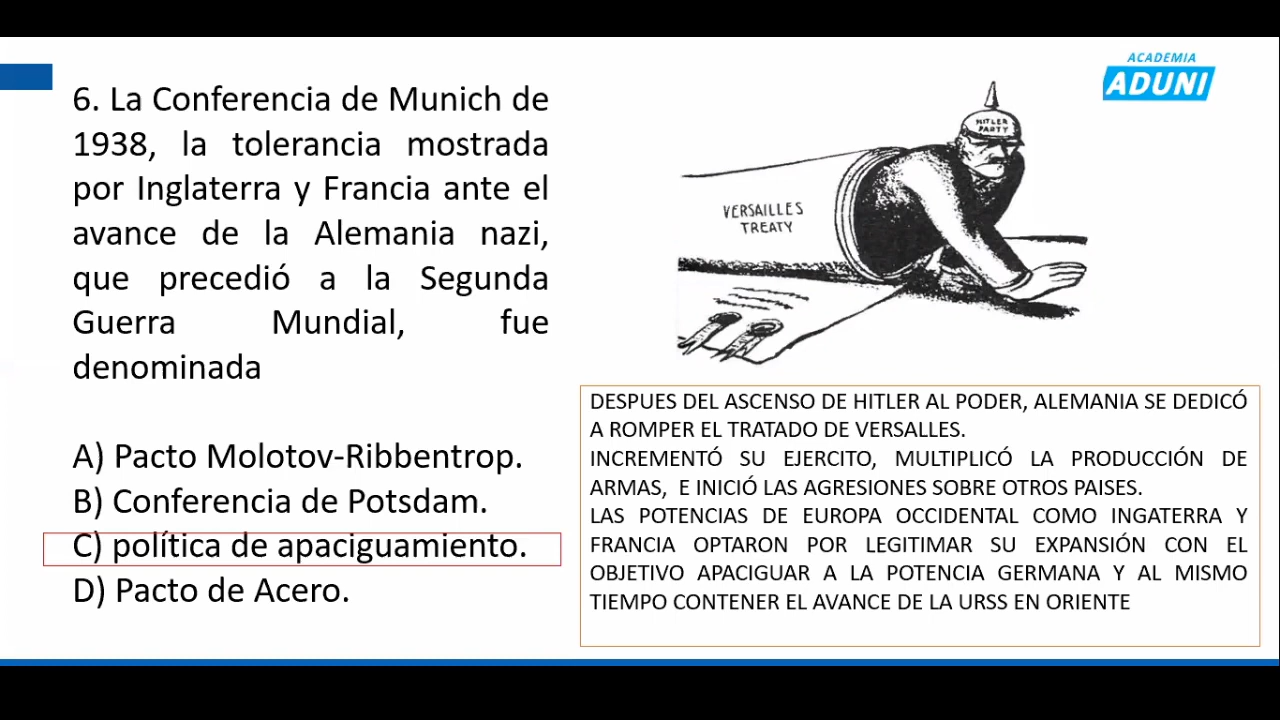 ACADEMIA
ADUNI
6. La Conferencia de Munich de
1938, la tolerancia mostrada
por Inglaterra y Francia ante el
avance de la Alemania nazi,
que precedió a la Segunda
Guerra Mundial, fue
denominada
A) Pacto Molotov-Ribbentrop.
B) Conferencia de Potsdam.
C) política de apaciguamiento.
D) Pacto de Acero.
HITLER
PARTY
VERSAILLES
TREATY
DESPUES DEL ASCENSO DE HITLER AL PODER, ALEMANIA SE DEDICÓ
A ROMPER EL TRATADO DE VERSALLES.
INCREMENTÓ SU EJERCITO, MULTIPLICÓ LA PRODUCCIÓN DE
ARMAS, E INICIÓ LAS AGRESIONES SOBRE OTROS PAISES.
LAS POTENCIAS DE EUROPA OCCIDENTAL COMO INGATERRA Y
FRANCIA OPTARON POR LEGITIMAR SU EXPANSIÓN CON EL
OBJETIVO APACIGUAR A LA POTENCIA GERMANA Y AL MISMO
TIEMPO CONTENER EL AVANCE DE LA URSS EN ORIENTE